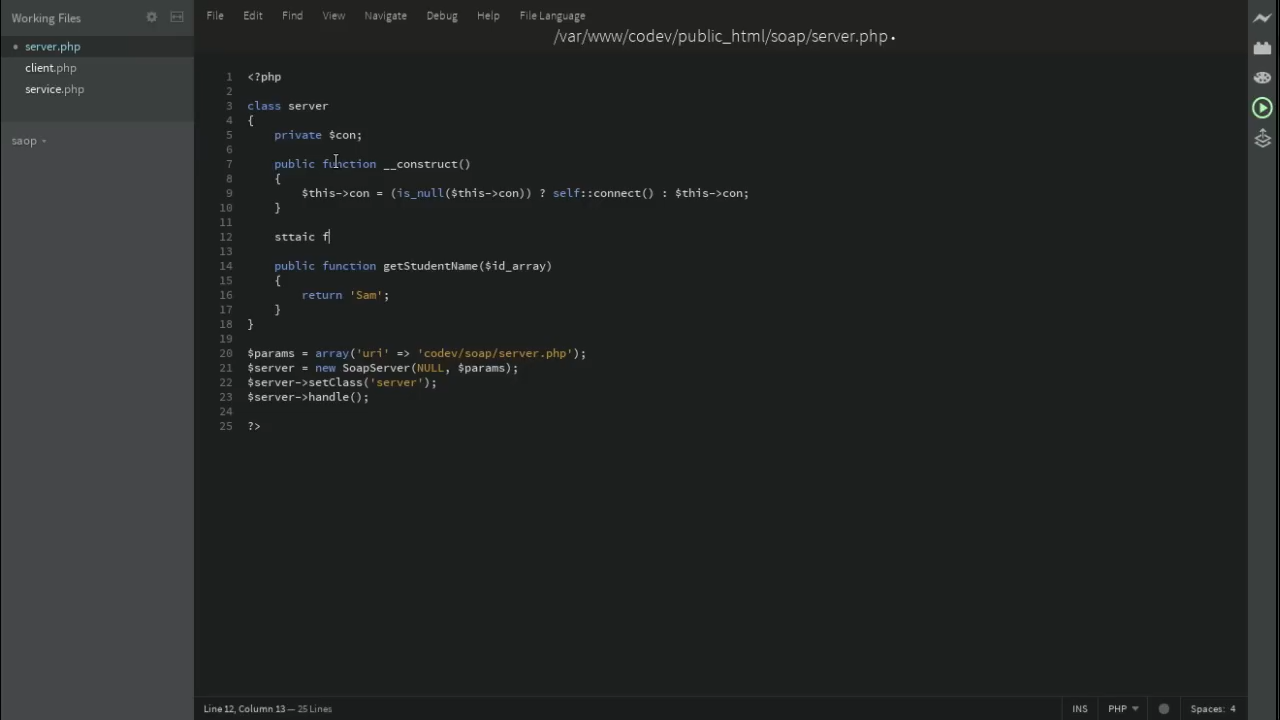 Working Files
server.php
client.php
service.php
saop
File Edit Find View Navigate Debug Help File Language
/var/www/codev/public_html/soap/server.php •
1 <?php
2
3 class server
4 {
5     private $con;
6
7     public function __construct()
8     {
9         $this->con = (is_null($this->con)) ? self::connect() : $this->con;
10     }
11
12     sttaic f
13
14     public function getStudentName($id_array)
15     {
16         return 'Sam';
17     }
18 }
19
20 $params = array('uri' => 'codev/soap/server.php');
21 $server = new SoapServer(NULL, $params);
22 $server->setClass('server');
23 $server->handle();
24
25 ?>
Line 12, Column 13 — 25 Lines
INS PHP Spaces: 4